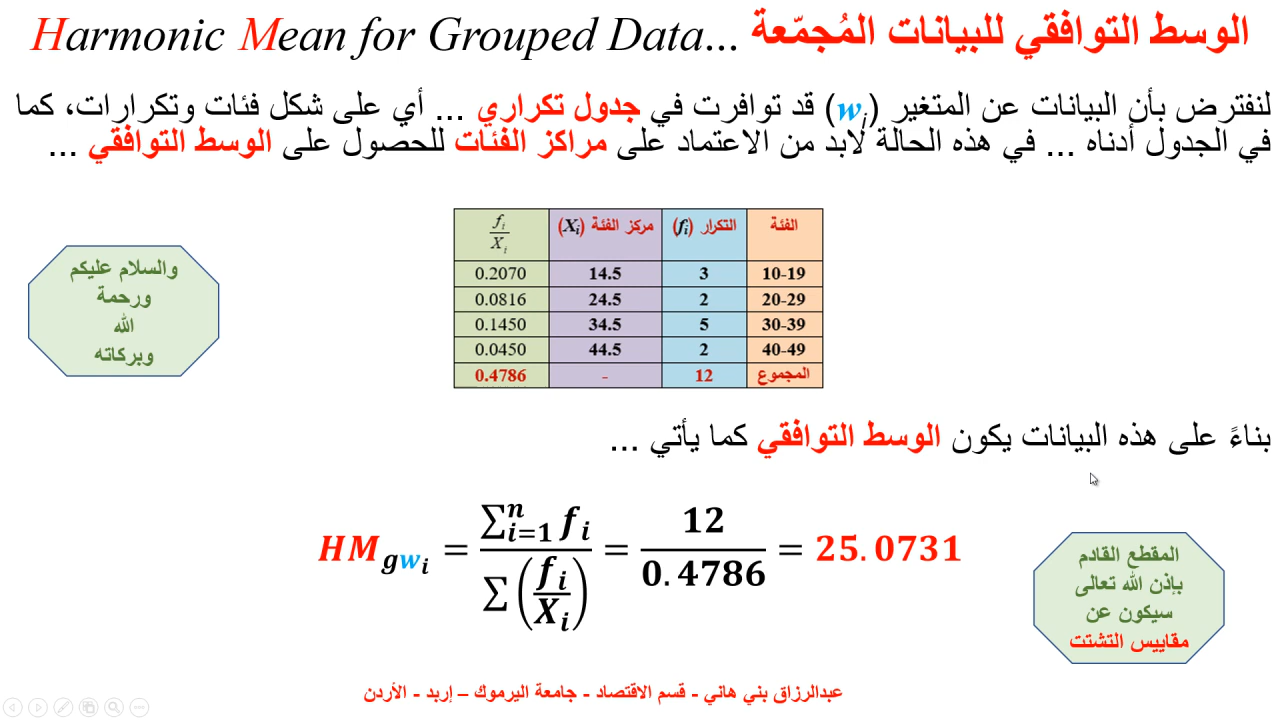 الوسط التوافقي للبيانات المُجمّعة Harmonic Mean for Grouped Data...
لنفترض بأن البيانات عن المتغير (wi) قد توافرت في جدول تكراري ... أي على شكل فئات وتكرارات، كما
في الجدول أدناه ... في هذه الحالة لابد من الاعتماد على مراكز الفئات للحصول على الوسط التوافقي ...
الفئة التكرار (fi) مركز الفئة (Xi) fi/Xi
10-19 3 14.5 0.2070
20-29 2 24.5 0.0816
30-39 5 34.5 0.1450
40-49 2 44.5 0.0450
المجموع 12 - 0.4786
والسلام عليكم
ورحمة
الله
وبركاته
بناءً على هذه البيانات يكون الوسط التوافقي كما يأتي ...
HM g wi = ∑ⁿi=1 fi / ∑(fi/Xi) = 12/0.4786 = 25.0731
المقطع القادم
بإذن الله تعالى
سيكون عن
مقاييس التشتت
عبدالرزاق بني هاني - قسم الاقتصاد - جامعة اليرموك – إربد - الأردن